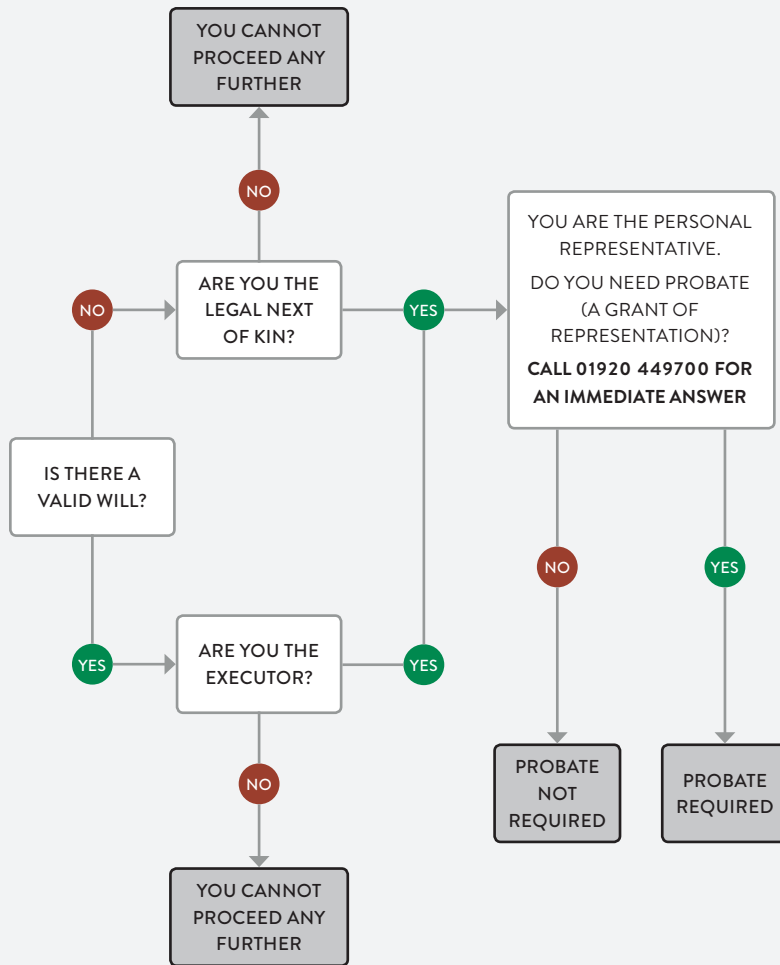 YOU CANNOT
PROCEED ANY
FURTHER
NO
ARE YOU THE
LEGAL NEXT
OF KIN?
NO
YES
YOU ARE THE PERSONAL
REPRESENTATIVE.
DO YOU NEED PROBATE
(A GRANT OF
REPRESENTATION)?
CALL 01920 449700 FOR
AN IMMEDIATE ANSWER
IS THERE A
VALID WILL?
YES
ARE YOU THE
EXECUTOR?
YES
NO
YES
NO
YOU CANNOT
PROCEED ANY
FURTHER
PROBATE
NOT
REQUIRED
PROBATE
REQUIRED